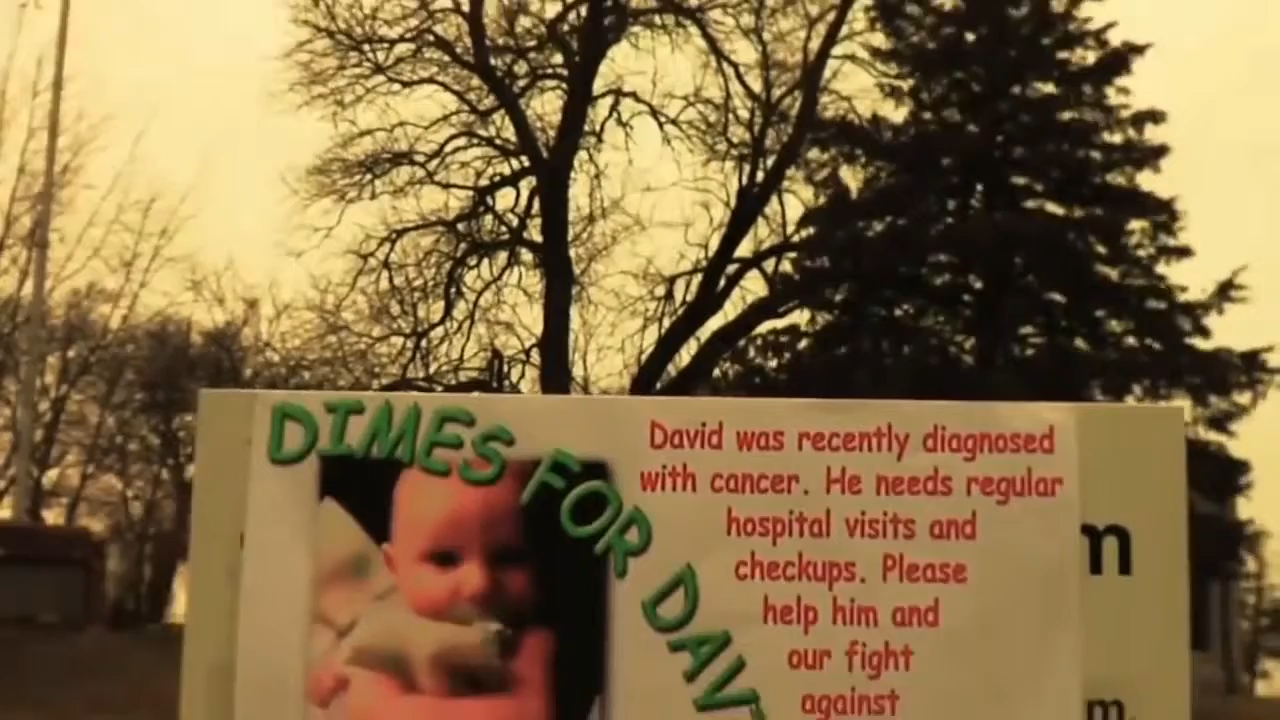 DIMES FOR DAV
David was recently diagnosed
with cancer. He needs regular
hospital visits and
checkups. Please
help him and
our fight
against
m
m.